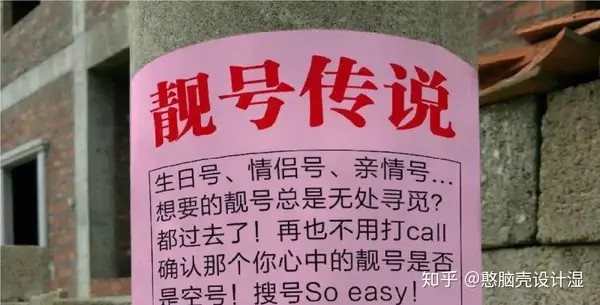 靓号传说
生日号、情侣号、亲情号...
想要的靓号总是无处寻觅?
都过去了！再也不用打call
确认那个你心中的靓号是否
是空号！搜号So easy！
知乎 @憨脑壳设计湿